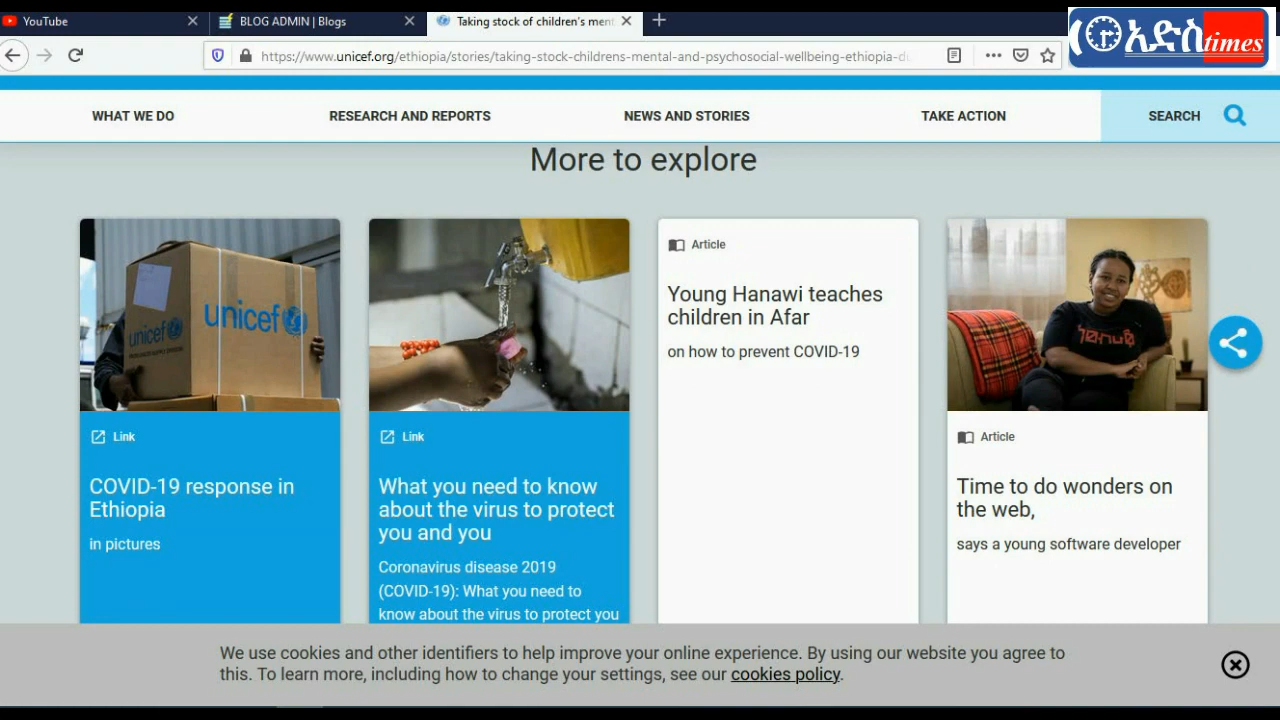 YouTube
BLOG ADMIN | Blogs
Taking stock of children's ment
አዲስtimes
https://www.unicef.org/ethiopia/stories/taking-stock-childrens-mental-and-psychosocial-wellbeing-ethiopia-du
WHAT WE DO
RESEARCH AND REPORTS
NEWS AND STORIES
TAKE ACTION
SEARCH
More to explore
unicef
unicef
Link
COVID-19 response in
Ethiopia
in pictures
Link
What you need to know
about the virus to protect
you and you
Coronavirus disease 2019
(COVID-19): What you need to
know about the virus to protect you
Article
Young Hanawi teaches
children in Afar
on how to prevent COVID-19
Article
Time to do wonders on
the web,
says a young software developer
We use cookies and other identifiers to help improve your online experience. By using our website you agree to
this. To learn more, including how to change your settings, see our cookies policy.